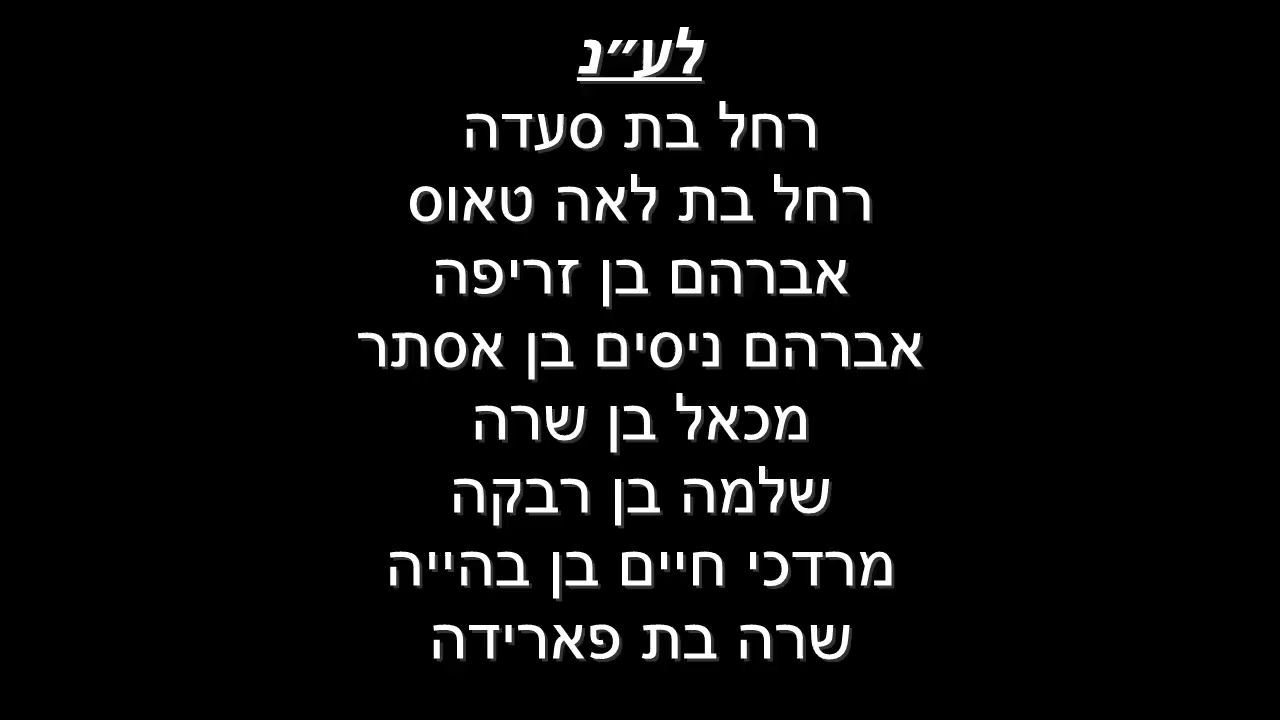 לע״נ
רחל בת סעדה
רחל בת לאה טאוס
אברהם בן זריפה
אברהם ניסים בן אסתר
מכאל בן שרה
שלמה בן רבקה
מרדכי חיים בן בהייה
שרה בת פארידה